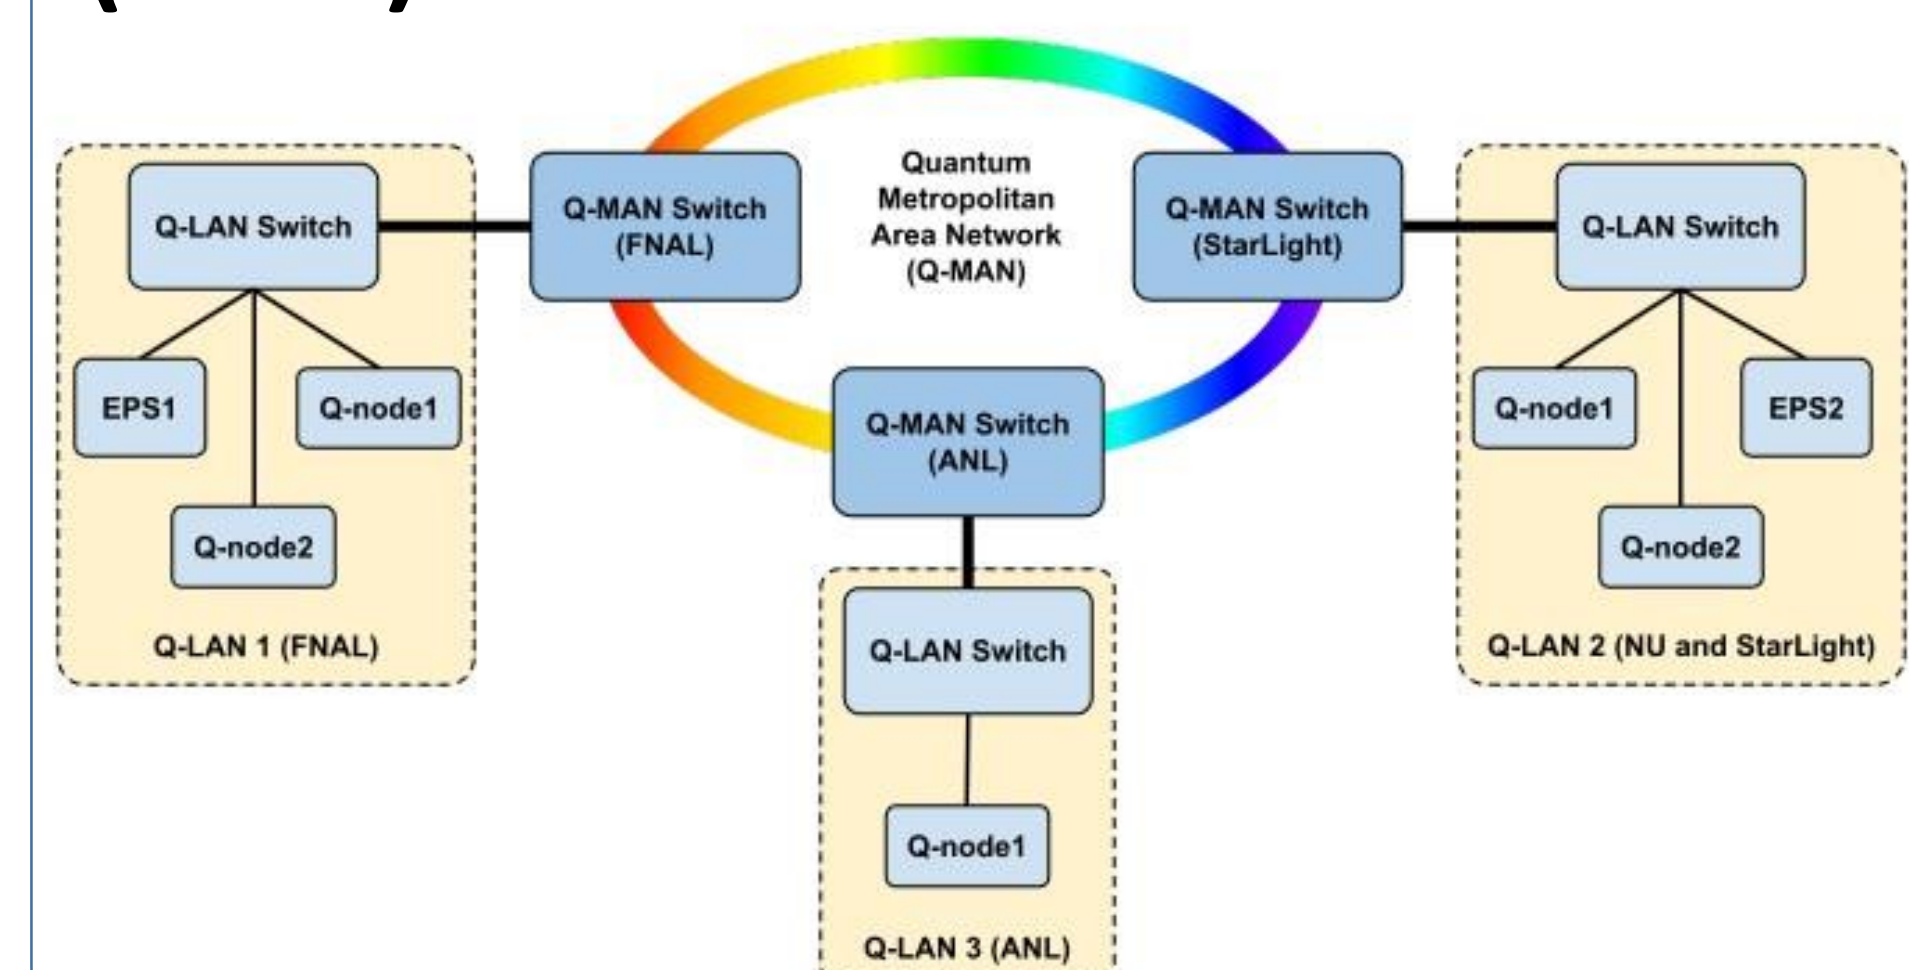 Quantum
Metropolitan
Area Network
(Q-MAN)
Q-MAN Switch
(FNAL)
Q-MAN Switch
(StarLight)
Q-MAN Switch
(ANL)
Q-LAN Switch
EPS1
Q-node1
Q-node2
Q-LAN 1 (FNAL)
Q-LAN Switch
Q-node1
EPS2
Q-node2
Q-LAN 2 (NU and StarLight)
Q-LAN Switch
Q-node1
Q-LAN 3 (ANL)